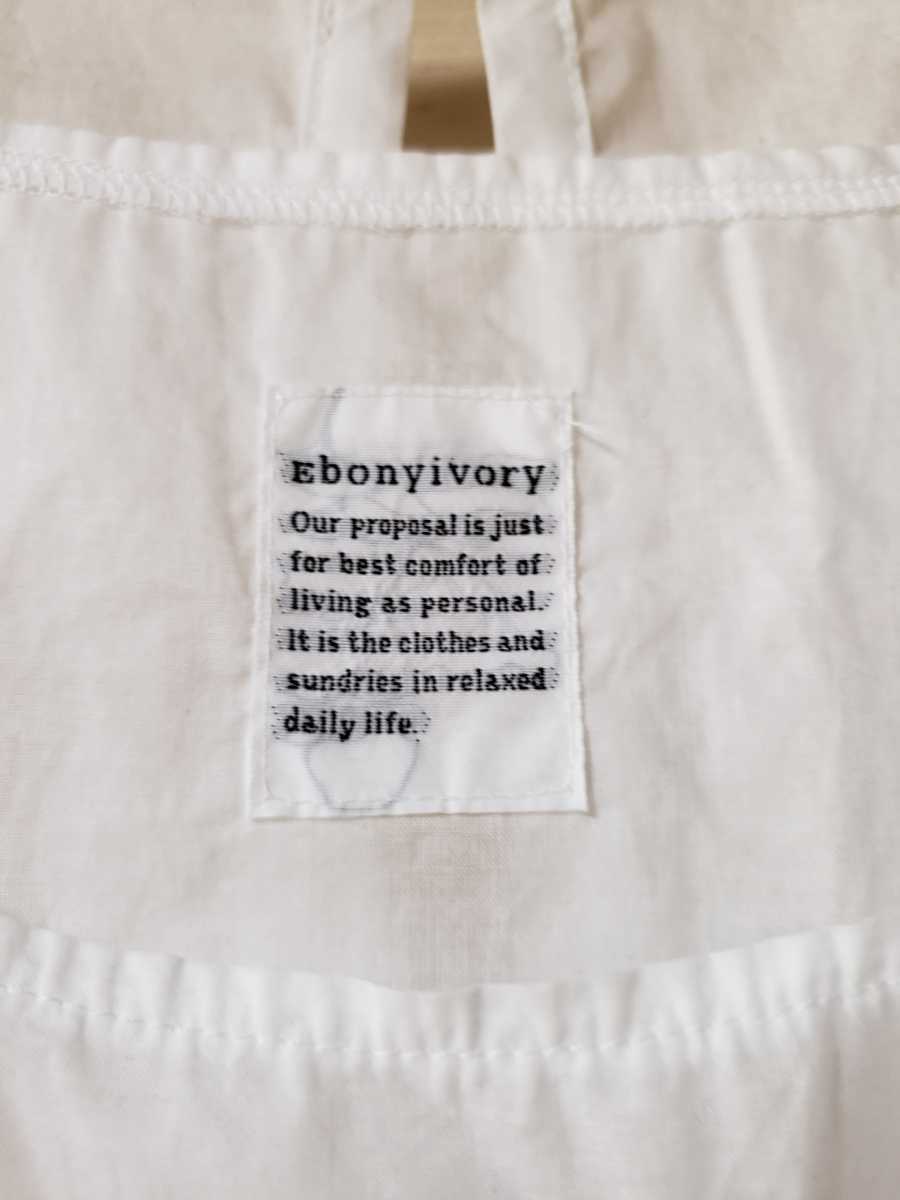 Ebonyivory
Our proposal is just
for best comfort of
living as personal.
It is the clothes and
sundries in relaxed
daily life.